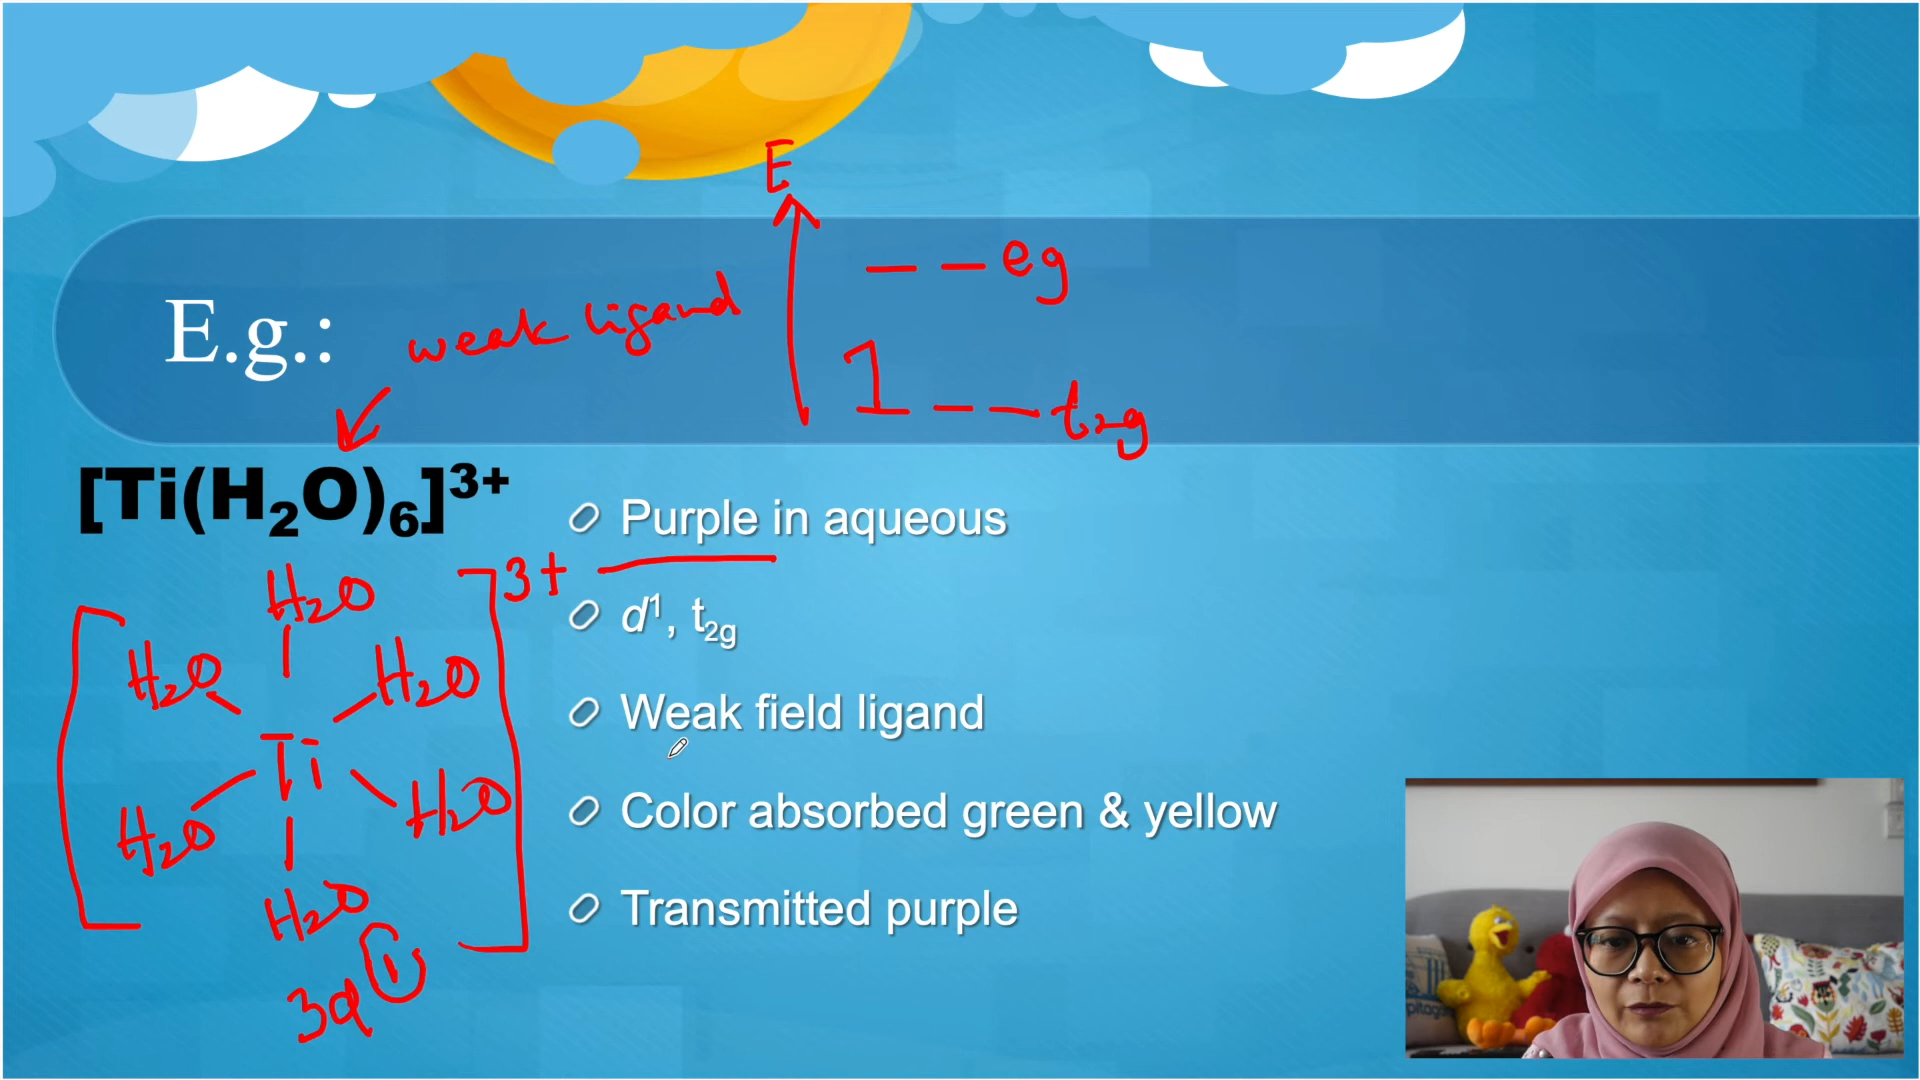 E
eg
E.g.:
weak ligand
1
t₂g
[Ti(H₂O)₆]³⁺
Purple in aqueous
d¹, t₂g
Weak field ligand
Color absorbed green & yellow
Transmitted purple
3+
H₂O
H₂O
H₂O
Ti
H₂O
H₂O
H₂O
3d¹